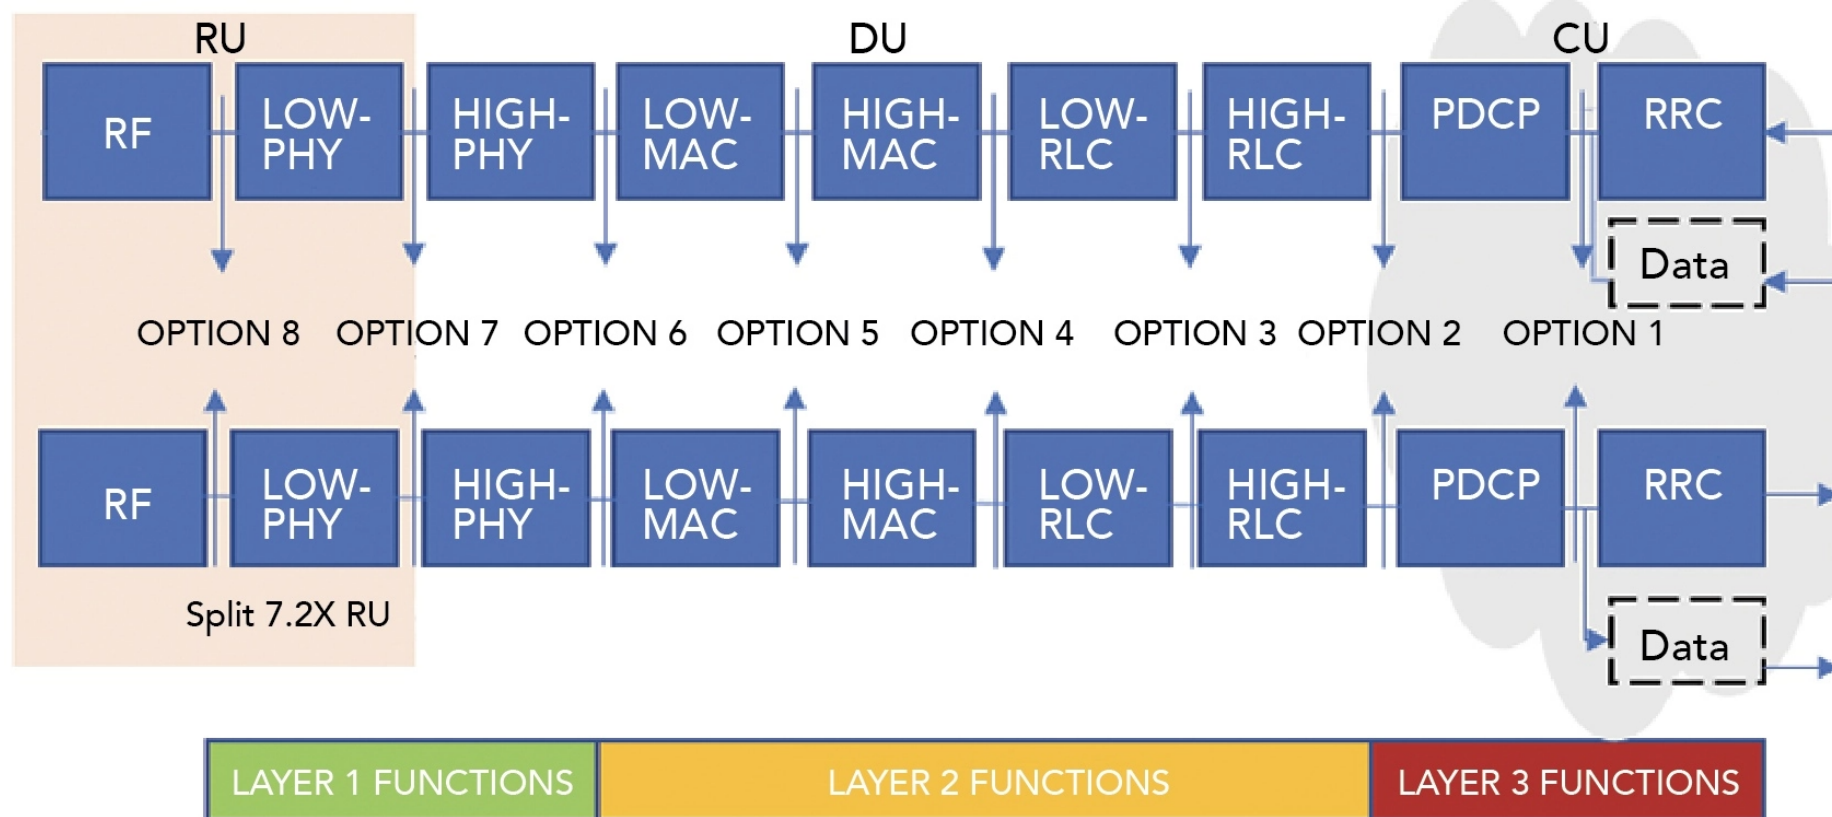 RU
DU
CU
RF
LOW-
PHY
HIGH-
PHY
LOW-
MAC
HIGH-
MAC
LOW-
RLC
HIGH-
RLC
PDCP
RRC
Data
OPTION 8
OPTION 7
OPTION 6
OPTION 5
OPTION 4
OPTION 3
OPTION 2
OPTION 1
RF
LOW-
PHY
HIGH-
PHY
LOW-
MAC
HIGH-
MAC
LOW-
RLC
HIGH-
RLC
PDCP
RRC
Split 7.2X RU
Data
LAYER 1 FUNCTIONS
LAYER 2 FUNCTIONS
LAYER 3 FUNCTIONS